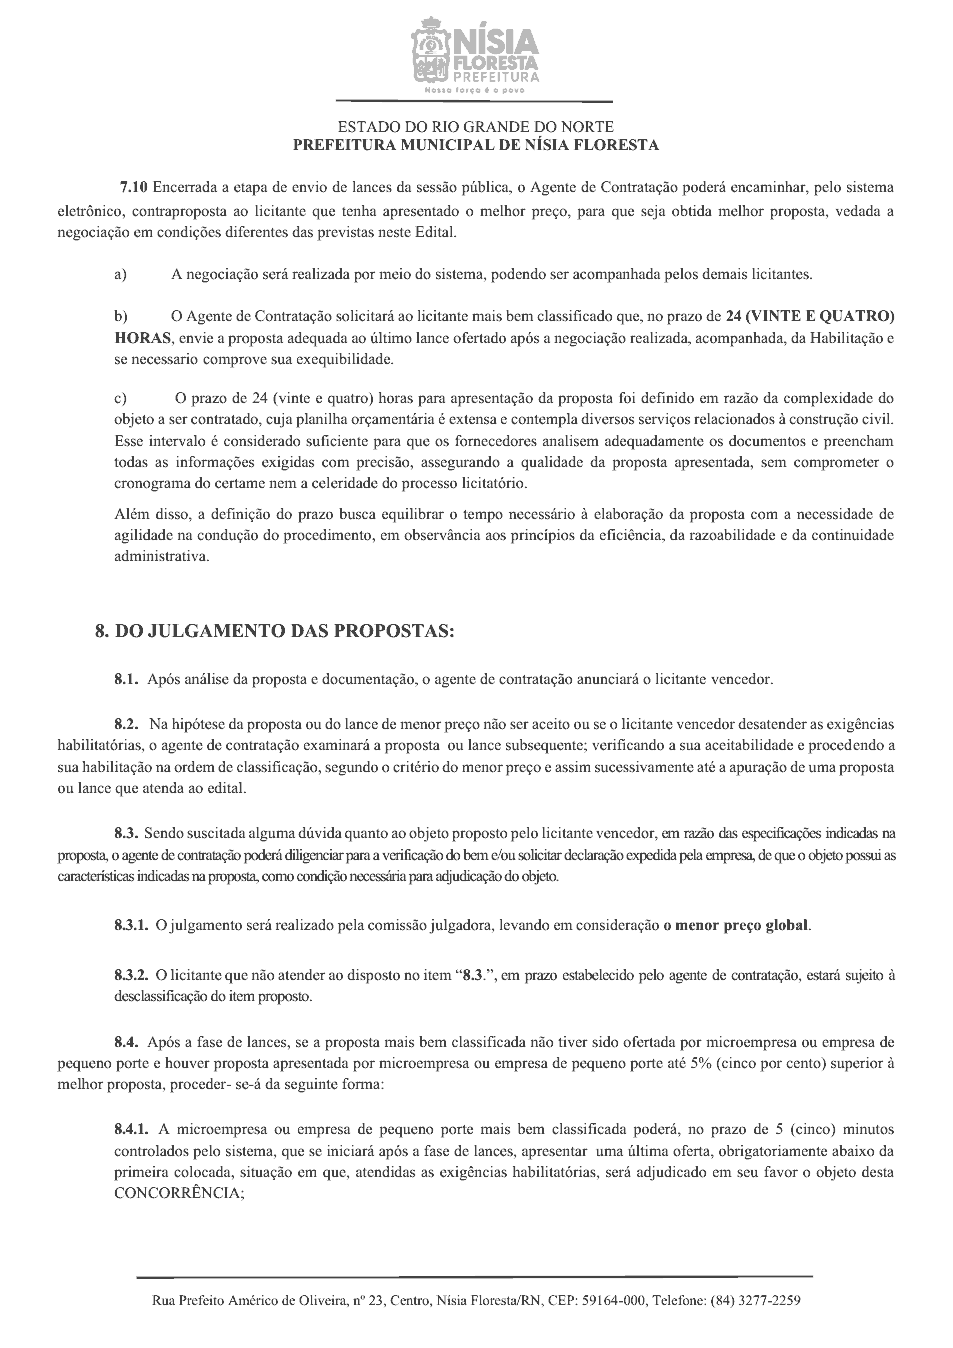 NÍSIA
FLORESTA
PREFEITURA
Nossa força é o povo
ESTADO DO RIO GRANDE DO NORTE
PREFEITURA MUNICIPAL DE NÍSIA FLORESTA
7.10 Encerrada a etapa de envio de lances da sessão pública, o Agente de Contratação poderá encaminhar, pelo sistema
eletrônico, contraproposta ao licitante que tenha apresentado o melhor preço, para que seja obtida melhor proposta, vedada a
negociação em condições diferentes das previstas neste Edital.
a) A negociação será realizada por meio do sistema, podendo ser acompanhada pelos demais licitantes.
b) O Agente de Contratação solicitará ao licitante mais bem classificado que, no prazo de 24 (VINTE E QUATRO)
HORAS, envie a proposta adequada ao último lance ofertado após a negociação realizada, acompanhada, da Habilitação e
se necessario comprove sua exequibilidade.
c) O prazo de 24 (vinte e quatro) horas para apresentação da proposta foi definido em razão da complexidade do
objeto a ser contratado, cuja planilha orçamentária é extensa e contempla diversos serviços relacionados à construção civil.
Esse intervalo é considerado suficiente para que os fornecedores analisem adequadamente os documentos e preencham
todas as informações exigidas com precisão, assegurando a qualidade da proposta apresentada, sem comprometer o
cronograma do certame nem a celeridade do processo licitatório.
Além disso, a definição do prazo busca equilibrar o tempo necessário à elaboração da proposta com a necessidade de
agilidade na condução do procedimento, em observância aos princípios da eficiência, da razoabilidade e da continuidade
administrativa.
8. DO JULGAMENTO DAS PROPOSTAS:
8.1. Após análise da proposta e documentação, o agente de contratação anunciará o licitante vencedor.
8.2. Na hipótese da proposta ou do lance de menor preço não ser aceito ou se o licitante vencedor desatender as exigências
habilitatórias, o agente de contratação examinará a proposta ou lance subsequente; verificando a sua aceitabilidade e procedendo a
sua habilitação na ordem de classificação, segundo o critério do menor preço e assim sucessivamente até a apuração de uma proposta
ou lance que atenda ao edital.
8.3. Sendo suscitada alguma dúvida quanto ao objeto proposto pelo licitante vencedor, em razão das especificações indicadas na
proposta, o agente de contratação poderá diligenciar para a verificação do bem e/ou solicitar declaração expedida pela empresa, de que o objeto possui as
características indicadas na proposta, como condição necessária para adjudicação do objeto.
8.3.1. O julgamento será realizado pela comissão julgadora, levando em consideração o menor preço global.
8.3.2. O licitante que não atender ao disposto no item “8.3.”, em prazo estabelecido pelo agente de contratação, estará sujeito à
desclassificação do item proposto.
8.4. Após a fase de lances, se a proposta mais bem classificada não tiver sido ofertada por microempresa ou empresa de
pequeno porte e houver proposta apresentada por microempresa ou empresa de pequeno porte até 5% (cinco por cento) superior à
melhor proposta, proceder- se-á da seguinte forma:
8.4.1. A microempresa ou empresa de pequeno porte mais bem classificada poderá, no prazo de 5 (cinco) minutos
controlados pelo sistema, que se iniciará após a fase de lances, apresentar uma última oferta, obrigatoriamente abaixo da
primeira colocada, situação em que, atendidas as exigências habilitatórias, será adjudicado em seu favor o objeto desta
CONCORRÊNCIA;
Rua Prefeito Américo de Oliveira, nº 23, Centro, Nísia Floresta/RN, CEP: 59164-000, Telefone: (84) 3277-2259